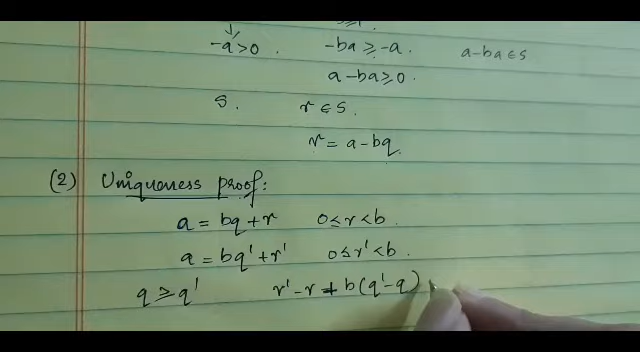 -a>0. -ba ≥ -a. a-ba ∈ S
a-ba ≥ 0.
S. r ∈ S.
r = a-bq.
(2) Uniqueness proof:
a = bq+r 0≤r<b.
a = bq'+r' 0≤r'<b.
q ≥ q' r'-r + b(q'-q)